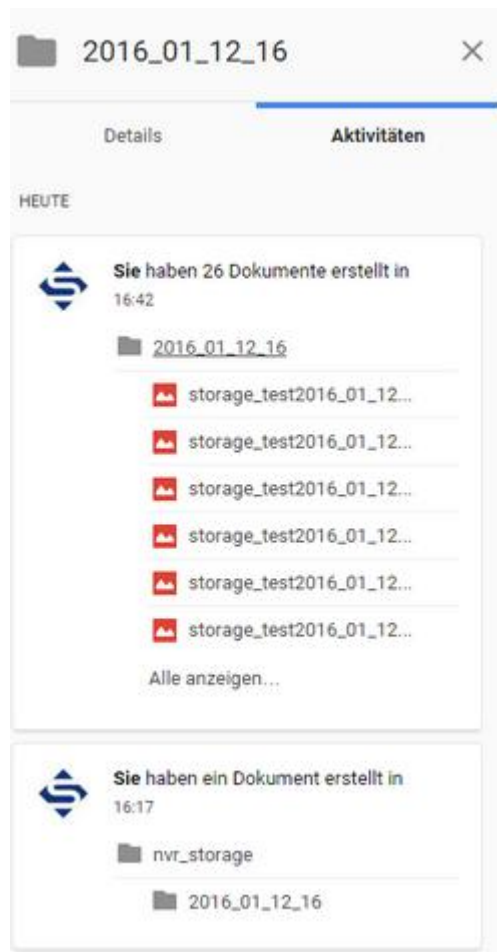 2016_01_12_16
Details
Aktivitäten
HEUTE
Sie haben 26 Dokumente erstellt in
16:42
2016_01_12_16
storage_test2016_01_12...
storage_test2016_01_12...
storage_test2016_01_12...
storage_test2016_01_12...
storage_test2016_01_12...
storage_test2016_01_12...
Alle anzeigen...
Sie haben ein Dokument erstellt in
16:17
nvr_storage
2016_01_12_16